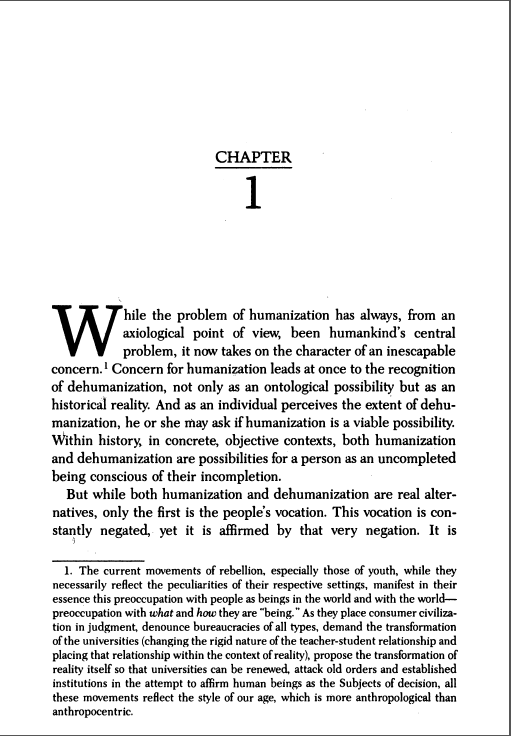 CHAPTER
1
While the problem of humanization has always, from an
axiological point of view, been humankind's central
problem, it now takes on the character of an inescapable
concern.1 Concern for humanization leads at once to the recognition
of dehumanization, not only as an ontological possibility but as an
historical reality. And as an individual perceives the extent of dehu-
manization, he or she may ask if humanization is a viable possibility.
Within history, in concrete, objective contexts, both humanization
and dehumanization are possibilities for a person as an uncompleted
being conscious of their incompletion.
But while both humanization and dehumanization are real alter-
natives, only the first is the people's vocation. This vocation is con-
stantly negated, yet it is affirmed by that very negation. It is
1. The current movements of rebellion, especially those of youth, while they
necessarily reflect the peculiarities of their respective settings, manifest in their
essence this preoccupation with people as beings in the world and with the world—
preoccupation with what and how they are "being." As they place consumer civiliza-
tion in judgment, denounce bureaucracies of all types, demand the transformation
of the universities (changing the rigid nature of the teacher-student relationship and
placing that relationship within the context of reality), propose the transformation of
reality itself so that universities can be renewed, attack old orders and established
institutions in the attempt to affirm human beings as the Subjects of decision, all
these movements reflect the style of our age, which is more anthropological than
anthropocentric.